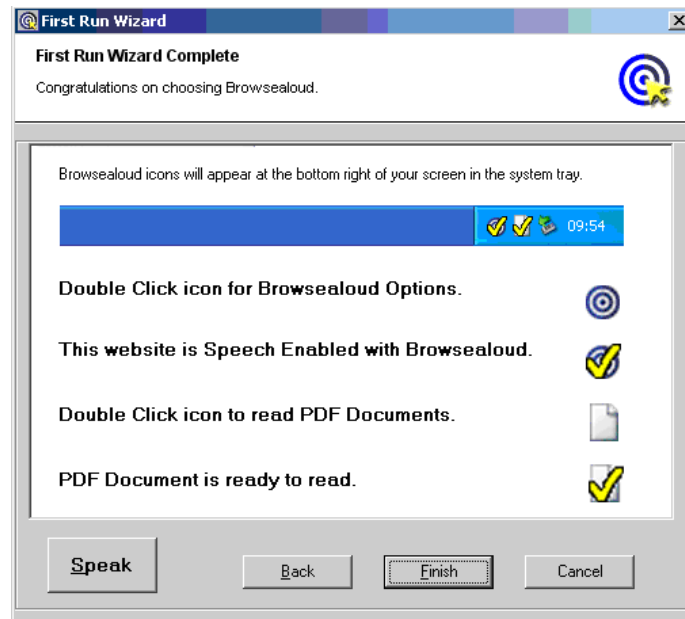 First Run Wizard
First Run Wizard Complete
Congratulations on choosing Browsealoud.
Browsealoud icons will appear at the bottom right of your screen in the system tray.
09:54
Double Click icon for Browsealoud Options.
This website is Speech Enabled with Browsealoud.
Double Click icon to read PDF Documents.
PDF Document is ready to read.
Speak
Back
Finish
Cancel